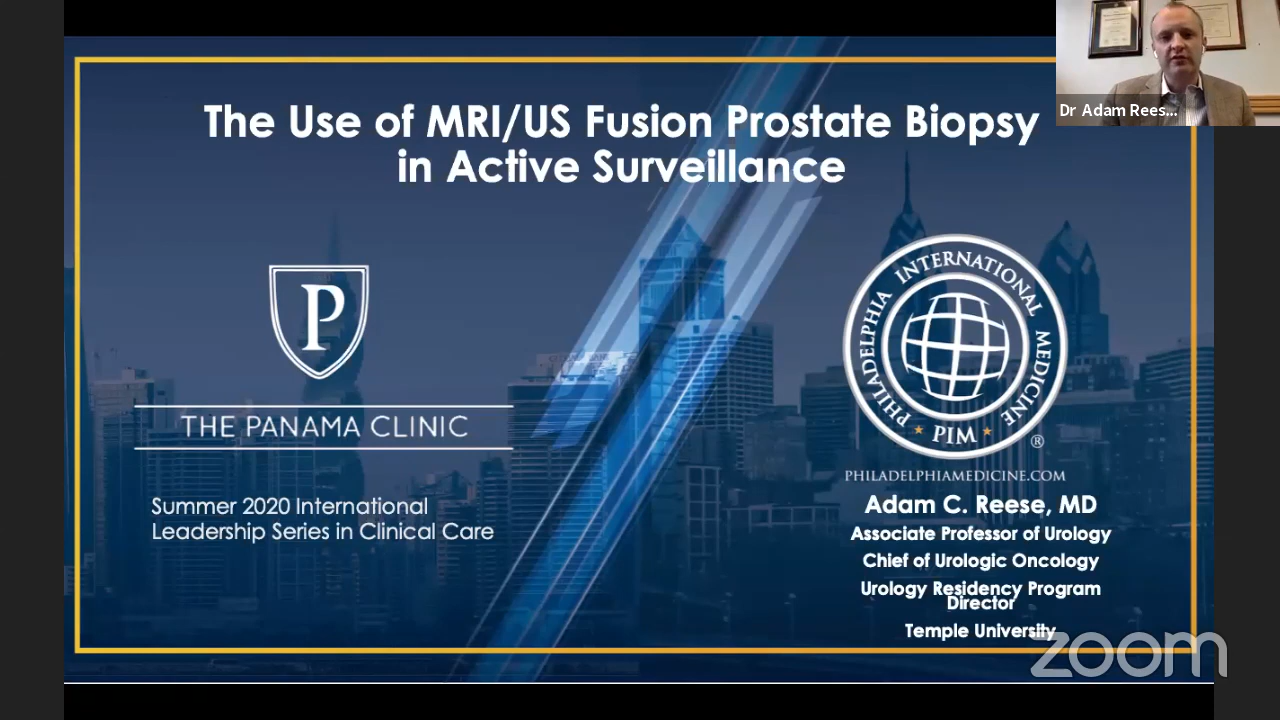 The Use of MRI/US Fusion Prostate Biopsy
in Active Surveillance
Dr Adam Rees...
P
THE PANAMA CLINIC
Summer 2020 International
Leadership Series in Clinical Care
PHILADELPHIA INTERNATIONAL MEDICINE
PIM
®
PHILADELPHIAMEDICINE.COM
Adam C. Reese, MD
Associate Professor of Urology
Chief of Urologic Oncology
Urology Residency Program
Director
Temple University
zoom